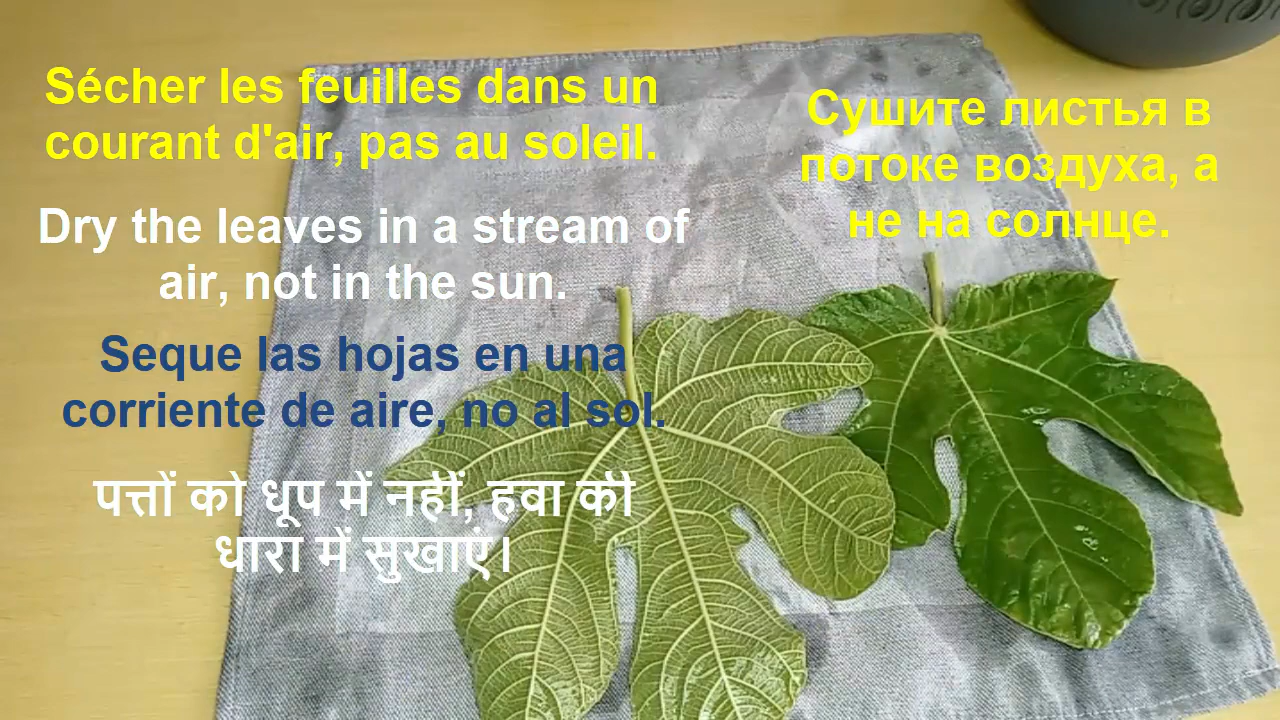 Sécher les feuilles dans un
courant d'air, pas au soleil.
Dry the leaves in a stream of
air, not in the sun.
Seque las hojas en una
corriente de aire, no al sol.
पत्तों को धूप में नहीं, हवा की
धारा में सुखाएं।
Сушите листья в
потоке воздуха, а
не на солнце.